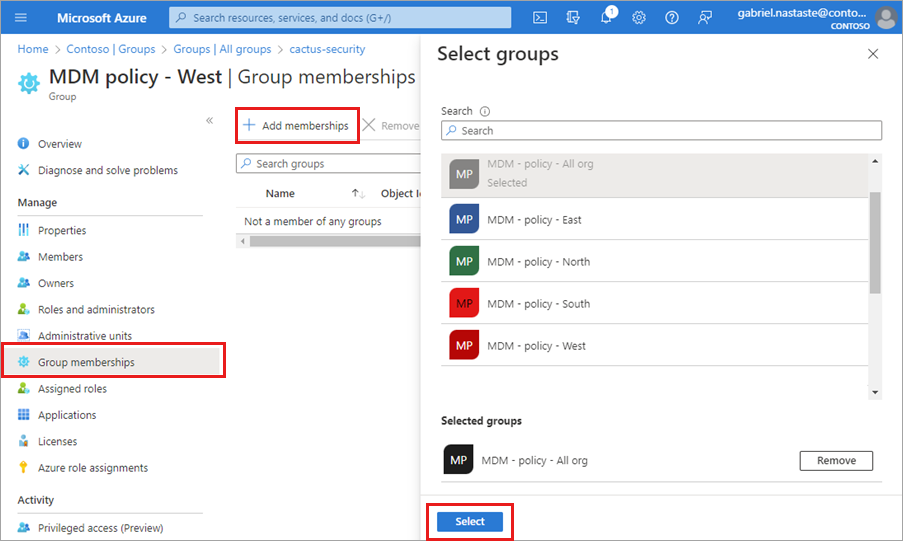 Microsoft Azure
Search resources, services, and docs (G+/)
1
gabriel.nastaste@conto...
CONTOSO
Home > Contoso | Groups > Groups | All groups > cactus-security
MDM policy - West | Group memberships
Group
«
Overview
Diagnose and solve problems
Manage
Properties
Members
Owners
Roles and administrators
Administrative units
Group memberships
Assigned roles
Applications
Licenses
Azure role assignments
Activity
Privileged access (Preview)
Add memberships
Remove
Search groups
Name
Object I
Not a member of any groups
Select groups
Search
Search
MP
MDM - policy - All org
Selected
MP
MDM - policy - East
MP
MDM - policy - North
MP
MDM - policy - South
MP
MDM - policy - West
Selected groups
MP
MDM - policy - All org
Remove
Select